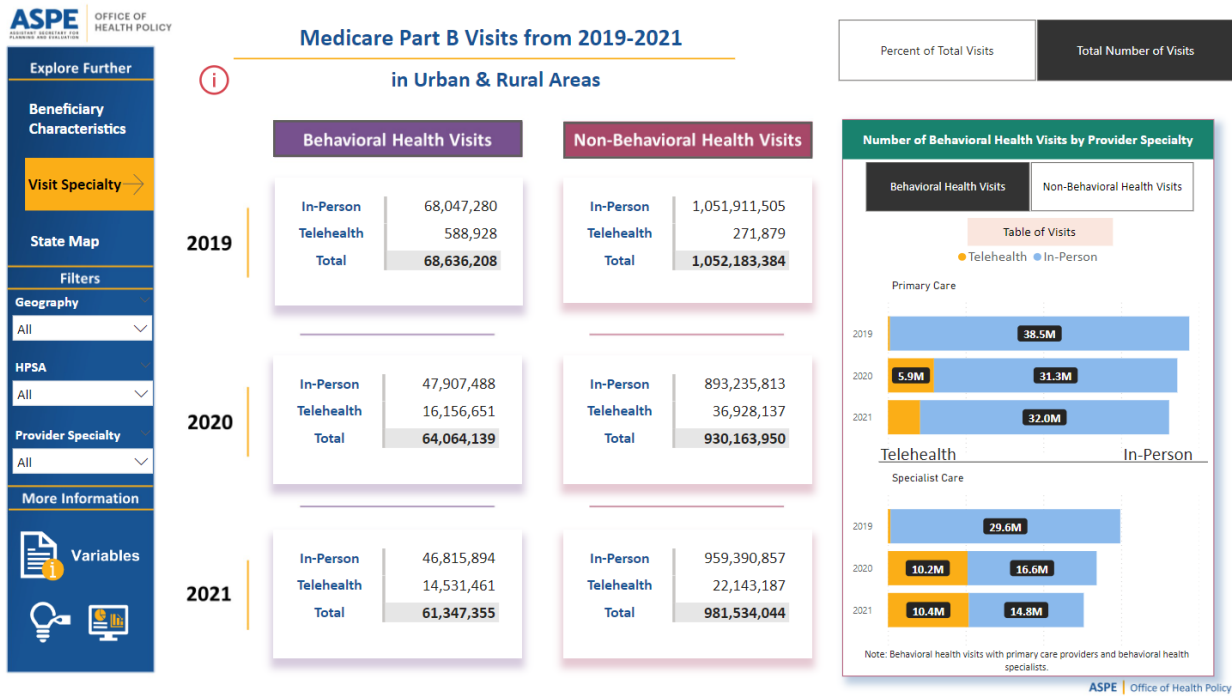 ASPE
ASSISTANT SECRETARY FOR
PLANNING AND EVALUATION
OFFICE OF
HEALTH POLICY
Explore Further
Beneficiary
Characteristics
Visit Specialty
State Map
Filters
Geography
All
HPSA
All
Provider Specialty
All
More Information
Variables
Medicare Part B Visits from 2019-2021
in Urban & Rural Areas
i
Percent of Total Visits
Total Number of Visits
Behavioral Health Visits
Non-Behavioral Health Visits
2019
In-Person 68,047,280
Telehealth 588,928
Total 68,636,208
In-Person 1,051,911,505
Telehealth 271,879
Total 1,052,183,384
2020
In-Person 47,907,488
Telehealth 16,156,651
Total 64,064,139
In-Person 893,235,813
Telehealth 36,928,137
Total 930,163,950
2021
In-Person 46,815,894
Telehealth 14,531,461
Total 61,347,355
In-Person 959,390,857
Telehealth 22,143,187
Total 981,534,044
Number of Behavioral Health Visits by Provider Specialty
Behavioral Health Visits
Non-Behavioral Health Visits
Table of Visits
Telehealth In-Person
Primary Care
2019 38.5M
2020 5.9M 31.3M
2021 32.0M
Telehealth In-Person
Specialist Care
2019 29.6M
2020 10.2M 16.6M
2021 10.4M 14.8M
Note: Behavioral health visits with primary care providers and behavioral health
specialists.
ASPE Office of Health Policy